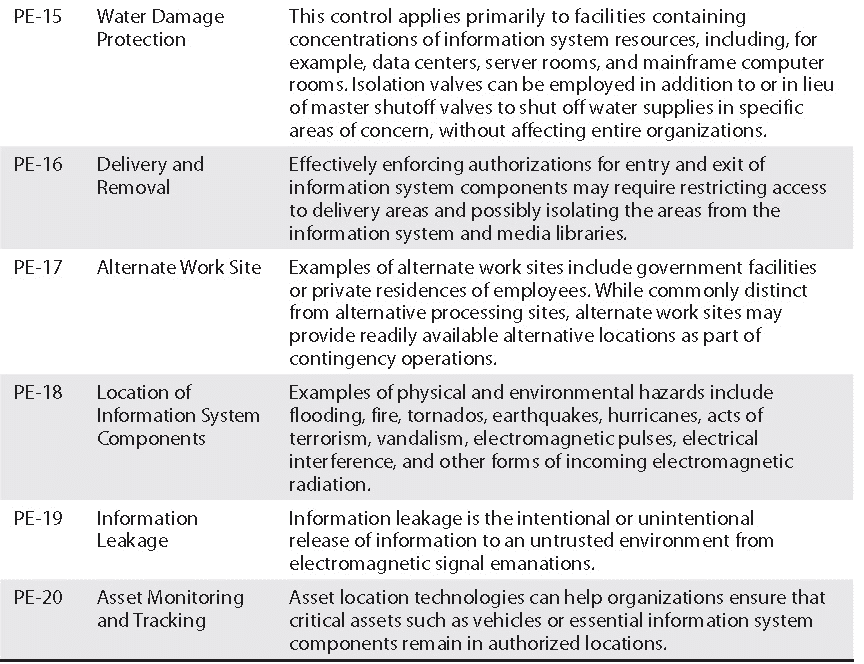 PE-15 Water Damage Protection This control applies primarily to facilities containing
concentrations of information system resources, including, for
example, data centers, server rooms, and mainframe computer
rooms. Isolation valves can be employed in addition to or in lieu
of master shutoff valves to shut off water supplies in specific
areas of concern, without affecting entire organizations.
PE-16 Delivery and Removal Effectively enforcing authorizations for entry and exit of
information system components may require restricting access
to delivery areas and possibly isolating the areas from the
information system and media libraries.
PE-17 Alternate Work Site Examples of alternate work sites include government facilities
or private residences of employees. While commonly distinct
from alternative processing sites, alternate work sites may
provide readily available alternative locations as part of
contingency operations.
PE-18 Location of Information System Components Examples of physical and environmental hazards include
flooding, fire, tornados, earthquakes, hurricanes, acts of
terrorism, vandalism, electromagnetic pulses, electrical
interference, and other forms of incoming electromagnetic
radiation.
PE-19 Information Leakage Information leakage is the intentional or unintentional
release of information to an untrusted environment from
electromagnetic signal emanations.
PE-20 Asset Monitoring and Tracking Asset location technologies can help organizations ensure that
critical assets such as vehicles or essential information system
components remain in authorized locations.